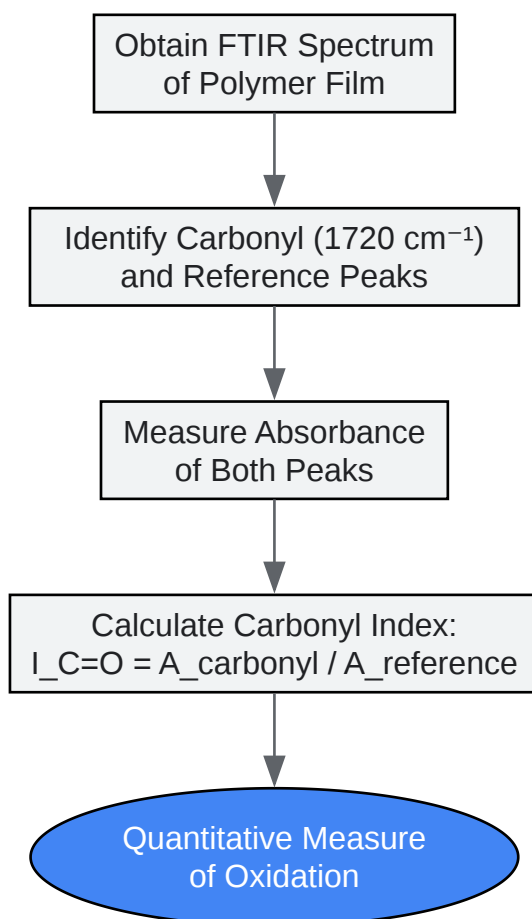 Obtain FTIR Spectrum
of Polymer Film
Identify Carbonyl (1720 cm⁻¹)
and Reference Peaks
Measure Absorbance
of Both Peaks
Calculate Carbonyl Index:
I_C=O = A_carbonyl / A_reference
Quantitative Measure
of Oxidation